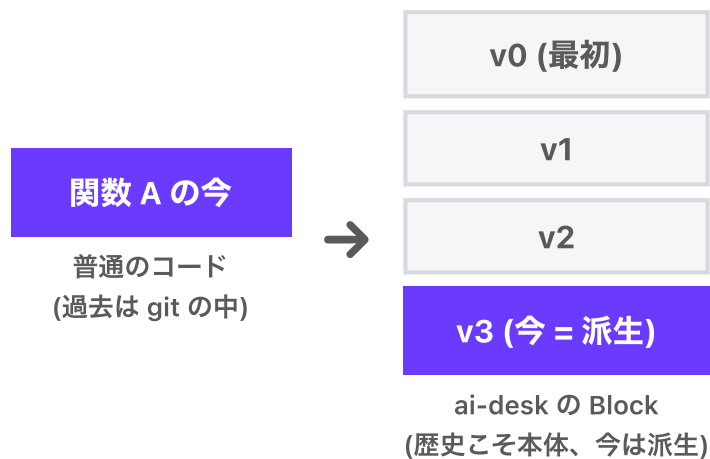 関数 A の今
普通のコード
(過去は git の中)
→
v0 (最初)
v1
v2
v3 (今 = 派生)
ai-desk の Block
(歴史こそ本体、今は派生)